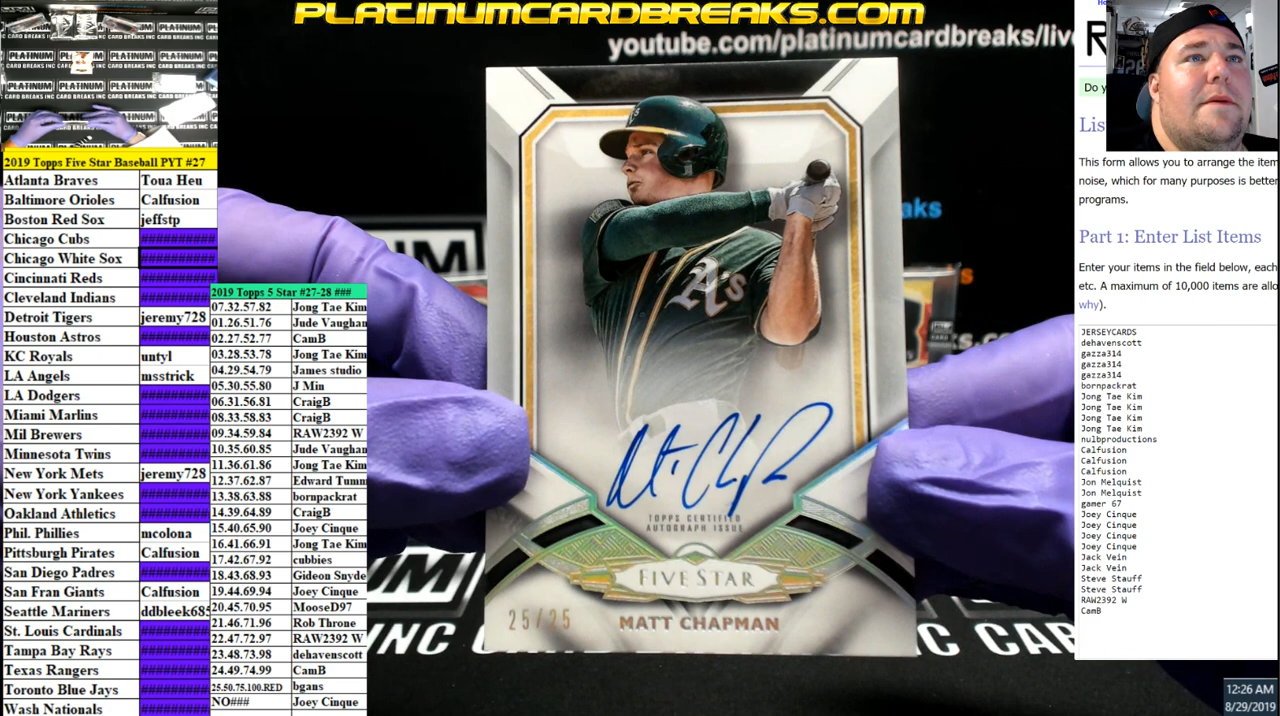 PLATINUMCARDBREAKS.COM
youtube.com/platinumcardbreaks/live
2019 Topps Five Star Baseball PYT #27
Atlanta Braves Toua Heu
Baltimore Orioles Calfusion
Boston Red Sox jeffstp
Chicago Cubs ##########
Chicago White Sox ##########
Cincinnati Reds ##########
Cleveland Indians ##########
Detroit Tigers jeremy728
Houston Astros ##########
KC Royals untyl
LA Angels msstrick
LA Dodgers ##########
Miami Marlins ##########
Mil Brewers ##########
Minnesota Twins ##########
New York Mets jeremy728
New York Yankees ##########
Oakland Athletics ##########
Phil. Phillies mcolona
Pittsburgh Pirates Calfusion
San Diego Padres ##########
San Fran Giants Calfusion
Seattle Mariners ddbleek685
St. Louis Cardinals ##########
Tampa Bay Rays ##########
Texas Rangers ##########
Toronto Blue Jays ##########
Wash Nationals ##########
2019 Topps 5 Star #27-28 ###
07.32.57.82 Jong Tae Kim
01.26.51.76 Jude Vaughan
02.27.52.77 CamB
03.28.53.78 Jong Tae Kim
04.29.54.79 James studio
05.30.55.80 J Min
06.31.56.81 CraigB
08.33.58.83 CraigB
09.34.59.84 RAW2392 W
10.35.60.85 Jude Vaughan
11.36.61.86 Jong Tae Kim
12.37.62.87 Edward Tumm
13.38.63.88 bornpackrat
14.39.64.89 CraigB
15.40.65.90 Joey Cinque
16.41.66.91 Jong Tae Kim
17.42.67.92 cubbies
18.43.68.93 Gideon Snyde
19.44.69.94 Joey Cinque
20.45.70.95 MooseD97
21.46.71.96 Rob Throne
22.47.72.97 RAW2392 W
23.48.73.98 dehavenscott
24.49.74.99 CamB
25.50.75.100.RED bgans
NO### Joey Cinque
A's
TOPPS CERTIFIED
AUTOGRAPH ISSUE
FIVE STAR
25/25
MATT CHAPMAN
Do y
Lis
This form allows you to arrange the item
noise, which for many purposes is better
programs.
Part 1: Enter List Items
Enter your items in the field below, each
etc. A maximum of 10,000 items are allo
why).
JERSEYCARDS
dehavenscott
gazza314
gazza314
gazza314
bornpackrat
Jong Tae Kim
Jong Tae Kim
Jong Tae Kim
Jong Tae Kim
nulbproductions
Calfusion
Calfusion
Calfusion
Jon Melquist
Jon Melquist
gamer 67
Joey Cinque
Joey Cinque
Joey Cinque
Joey Cinque
Jack Vein
Jack Vein
Steve Stauff
Steve Stauff
RAW2392 W
CamB
12:26 AM
8/29/2019